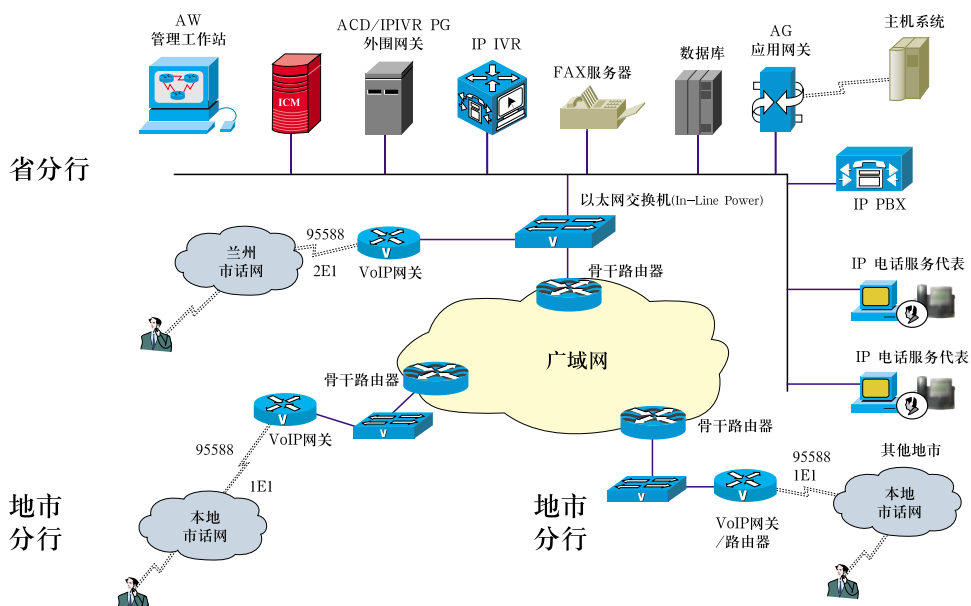 AW
管理工作站
ICM
ACD/IPIVR PG
外围网关
IP IVR
FAX服务器
数据库
AG
应用网关
主机系统
省分行
IP PBX
以太网交换机(In-Line Power)
95588
2E1
兰州
市话网
VoIP网关
骨干路由器
IP 电话服务代表
广域网
IP 电话服务代表
骨干路由器
VoIP网关
骨干路由器
95588
1E1
95588
1E1
其他地市
地市
分行
本地
市话网
地市
分行
VoIP网关
/路由器
本地
市话网
V
V
V
V